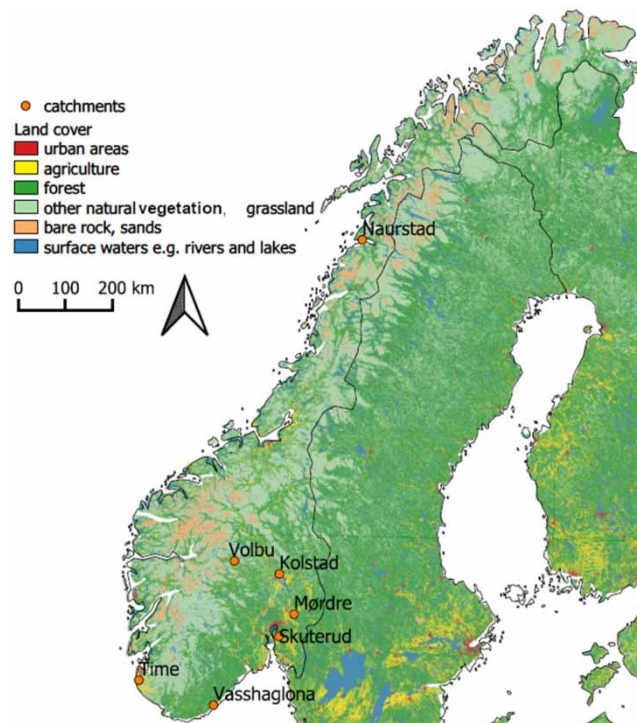 catchments
Land cover
urban areas
agriculture
forest
other natural vegetation, grassland
bare rock, sands
surface waters e.g. rivers and lakes
0 100 200 km
Naurstad
Volbu
Kolstad
Mørdre
Skuterud
Time
Vasshaglona